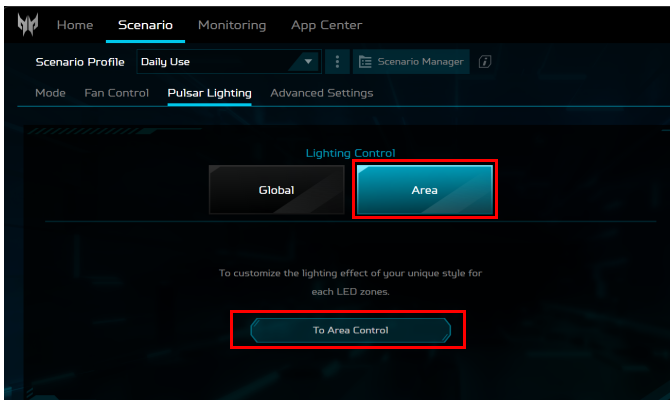 Home Scenario Monitoring App Center
Scenario Profile Daily Use Scenario Manager
Mode Fan Control Pulsar Lighting Advanced Settings
Lighting Control
Global Area
To customize the lighting effect of your unique style for
each LED zones.
To Area Control